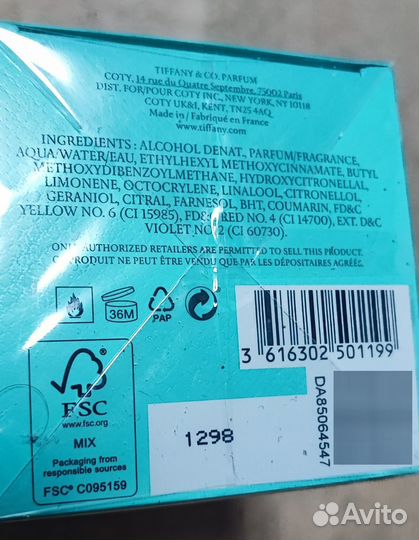 TIFFANY & CO. PARFUM
COTY, 14 rue du Quatre Septembre, 75002 Paris
DIST. FOR/POUR COTY INC., NEW YORK, NY 10118
COTY UK&I, KENT, TN25 4AQ
Made in / Fabriqué en France
www.tiffany.com
INGREDIENTS : ALCOHOL DENAT., PARFUM/FRAGRANCE,
AQUA/WATER/EAU, ETHYLHEXYL METHOXYCINNAMATE, BUTYL
METHOXYDIBENZOYLMETHANE, HYDROXYCITRONELLAL,
LIMONENE, OCTOCRYLENE, LINALOOL, CITRONELLOL,
GERANIOL, CITRAL, FARNESOL, BHT, COUMARIN, FD&C
YELLOW NO. 6 (CI 15985), FD&C RED NO. 4 (CI 14700), EXT. D&C
VIOLET NO. 2 (CI 60730).
ONLY AUTHORIZED RETAILERS ARE PERMITTED TO SELL THIS PRODUCT.
CE PRODUIT NE PEUT ÊTRE VENDU QUE PAR LES DÉPOSITAIRES AGRÉÉS.
36M
PAP
3 616302 501199
DA85064547
FSC
www.fsc.org
MIX
Packaging from
responsible sources
FSC® C095159
1298
Avito